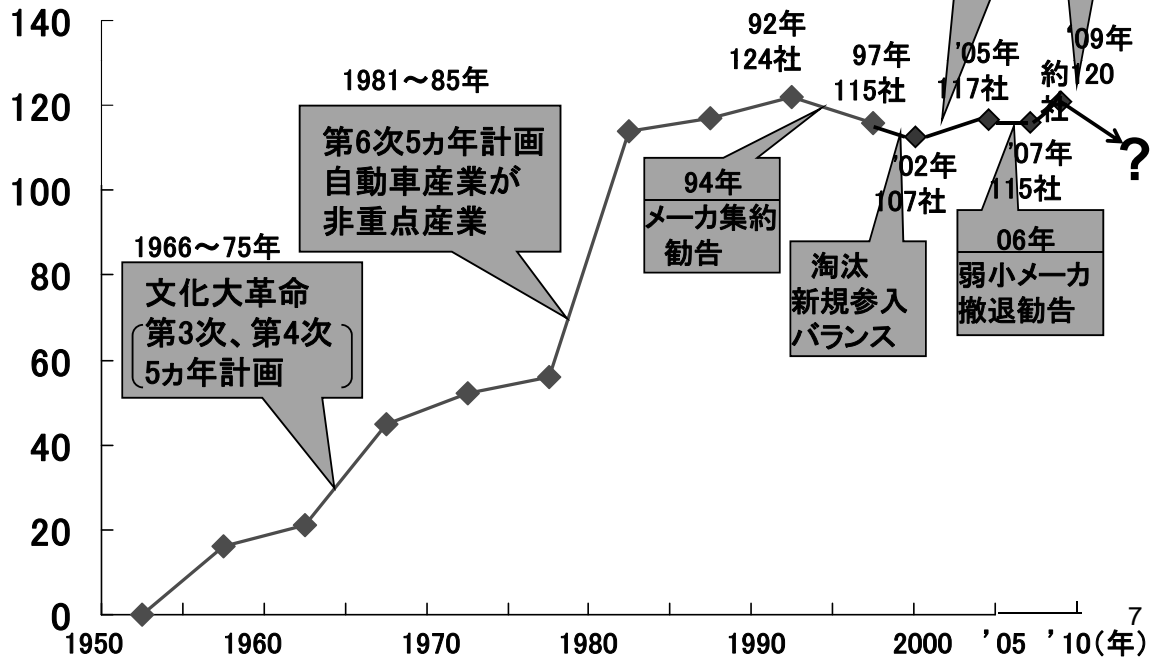 140
120
100
80
60
40
20
0
1950
1960
1970
1980
1990
2000
'05
'10(年)
1966〜75年
文化大革命
第3次、第4次
5ヵ年計画
1981〜85年
第6次5ヵ年計画
自動車産業が
非重点産業
92年
124社
94年
メーカ集約
勧告
97年
115社
淘汰
新規参入
バランス
'02年
107社
'05年
117社
06年
弱小メーカ
撤退勧告
'07年
115社
'09年
約120
社
?
7